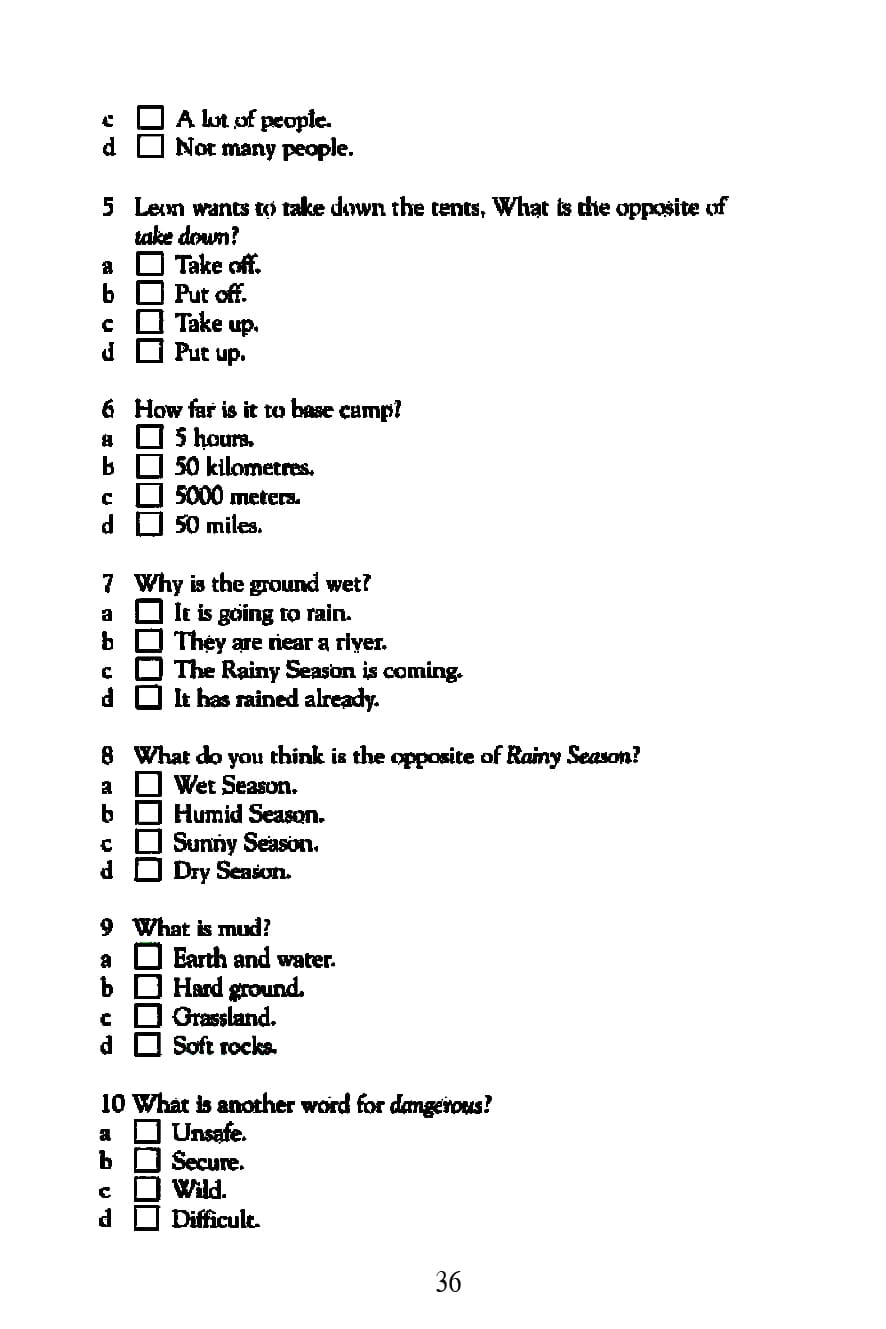 c □ A lot of people.
d □ Not many people.
5 Leon wants to take down the tents, What is the opposite of
take down?
a □ Take off.
b □ Put off.
c □ Take up.
d □ Put up.
6 How far is it to base camp?
a □ 5 hours.
b □ 50 kilometres.
c □ 5000 meters.
d □ 50 miles.
7 Why is the ground wet?
a □ It is going to rain.
b □ They are near a river.
c □ The Rainy Season is coming.
d □ It has rained already.
8 What do you think is the opposite of Rainy Season?
a □ Wet Season.
b □ Humid Season.
c □ Sunny Season.
d □ Dry Season.
9 What is mud?
a □ Earth and water.
b □ Hard ground.
c □ Grassland.
d □ Soft rocks.
10 What is another word for dangerous?
a □ Unsafe.
b □ Secure.
c □ Wild.
d □ Difficult.
36